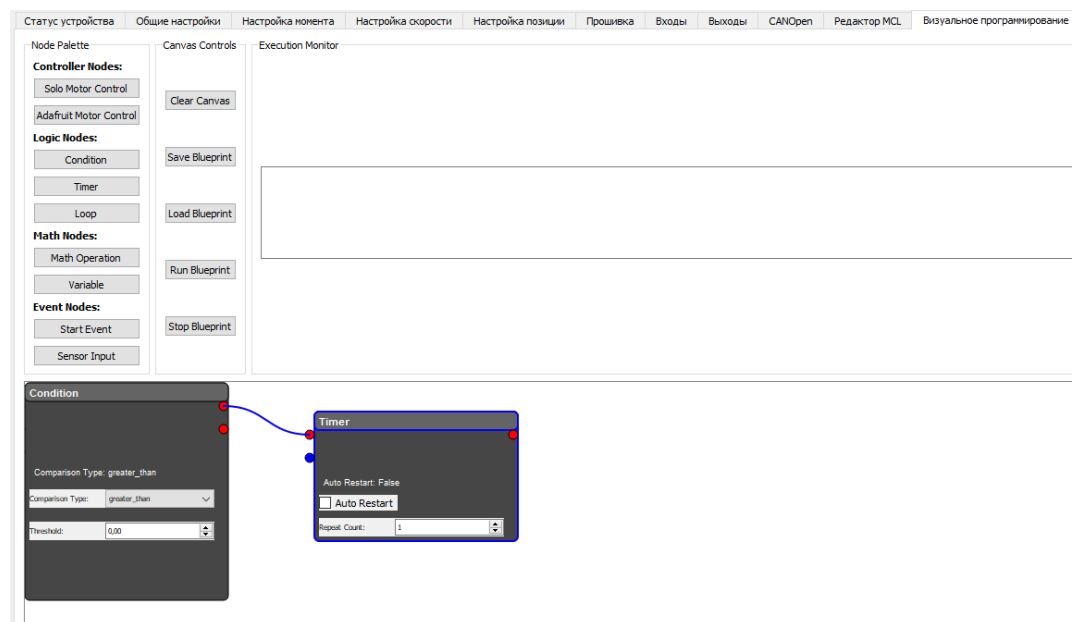 Статус устройства Общие настройки Настройка момента Настройка скорости Настройка позиции Прошивка Входы Выходы CANOpen Редактор MCL Визуальное программирование
Node Palette
Controller Nodes:
Solo Motor Control
Adafruit Motor Control
Logic Nodes:
Condition
Timer
Loop
Math Nodes:
Math Operation
Variable
Event Nodes:
Start Event
Sensor Input
Canvas Controls
Clear Canvas
Save Blueprint
Load Blueprint
Run Blueprint
Stop Blueprint
Execution Monitor
Condition
Comparison Type: greater_than
Comparison Type: greater_than
Threshold: 0,00
Timer
Auto Restart: False
Auto Restart
Repeat Count: 1